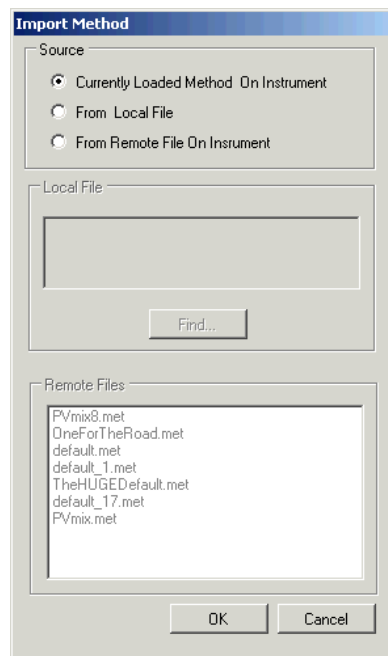 Import Method
Source
Currently Loaded Method On Instrument
From Local File
From Remote File On Insrument
Local File
Find...
Remote Files
PVmix8.met
OneForTheRoad.met
default.met
default_1.met
TheHUGEDefault.met
default_17.met
PVmix.met
OK Cancel